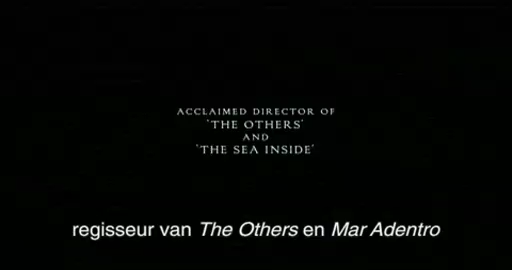 ACCLAIMED DIRECTOR OF
'THE OTHERS'
AND
'THE SEA INSIDE'
regisseur van The Others en Mar Adentro